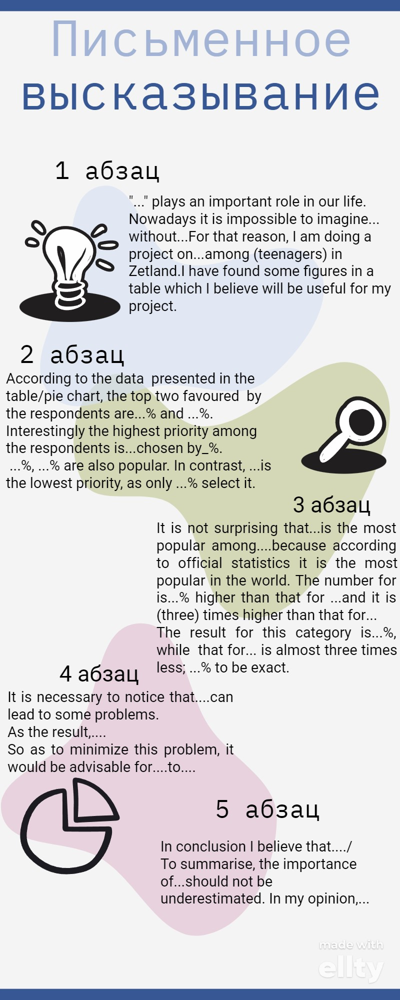 Письменное
высказывание
1 абзац
"..." plays an important role in our life.
Nowadays it is impossible to imagine...
without...For that reason, I am doing a
project on...among (teenagers) in
Zetland.I have found some figures in a
table which I believe will be useful for my
project.
2 абзац
According to the data presented in the
table/pie chart, the top two favoured by
the respondents are...% and ...%.
Interestingly the highest priority among
the respondents is...chosen by_%.
...%, ...% are also popular. In contrast, ...is
the lowest priority, as only ...% select it.
3 абзац
It is not surprising that...is the most
popular among....because according
to official statistics it is the most
popular in the world. The number for
is...% higher than that for ...and it is
(three) times higher than that for...
The result for this category is...%,
while that for... is almost three times
less; ...% to be exact.
4 абзац
It is necessary to notice that....can
lead to some problems.
As the result,....
So as to minimize this problem, it
would be advisable for....to....
5 абзац
In conclusion I believe that..../
To summarise, the importance
of...should not be
underestimated. In my opinion,...
made with
ellty